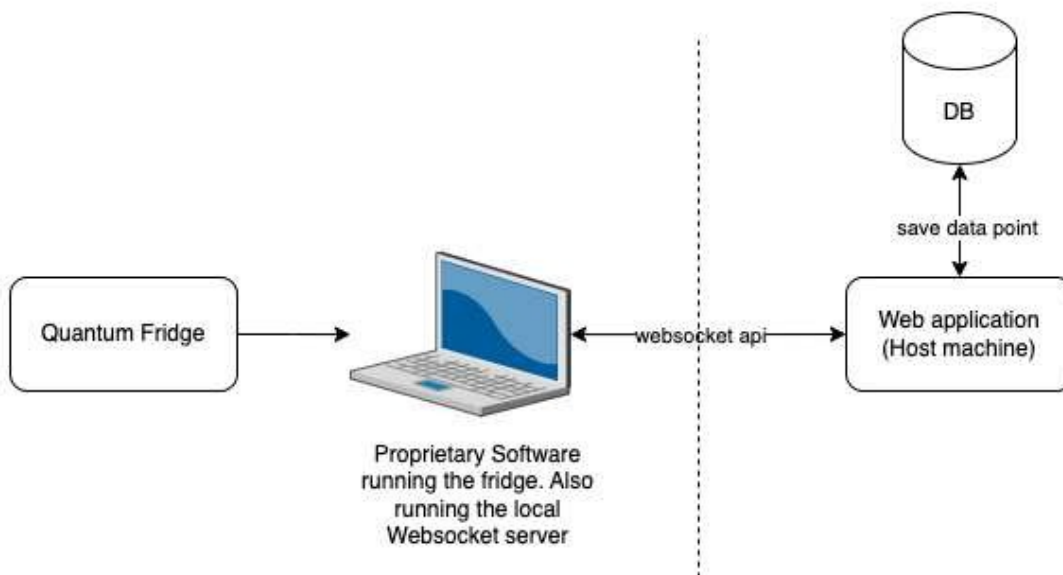 DB
save data point
Quantum Fridge
websocket api
Web application
(Host machine)
Proprietary Software
running the fridge. Also
running the local
Websocket server